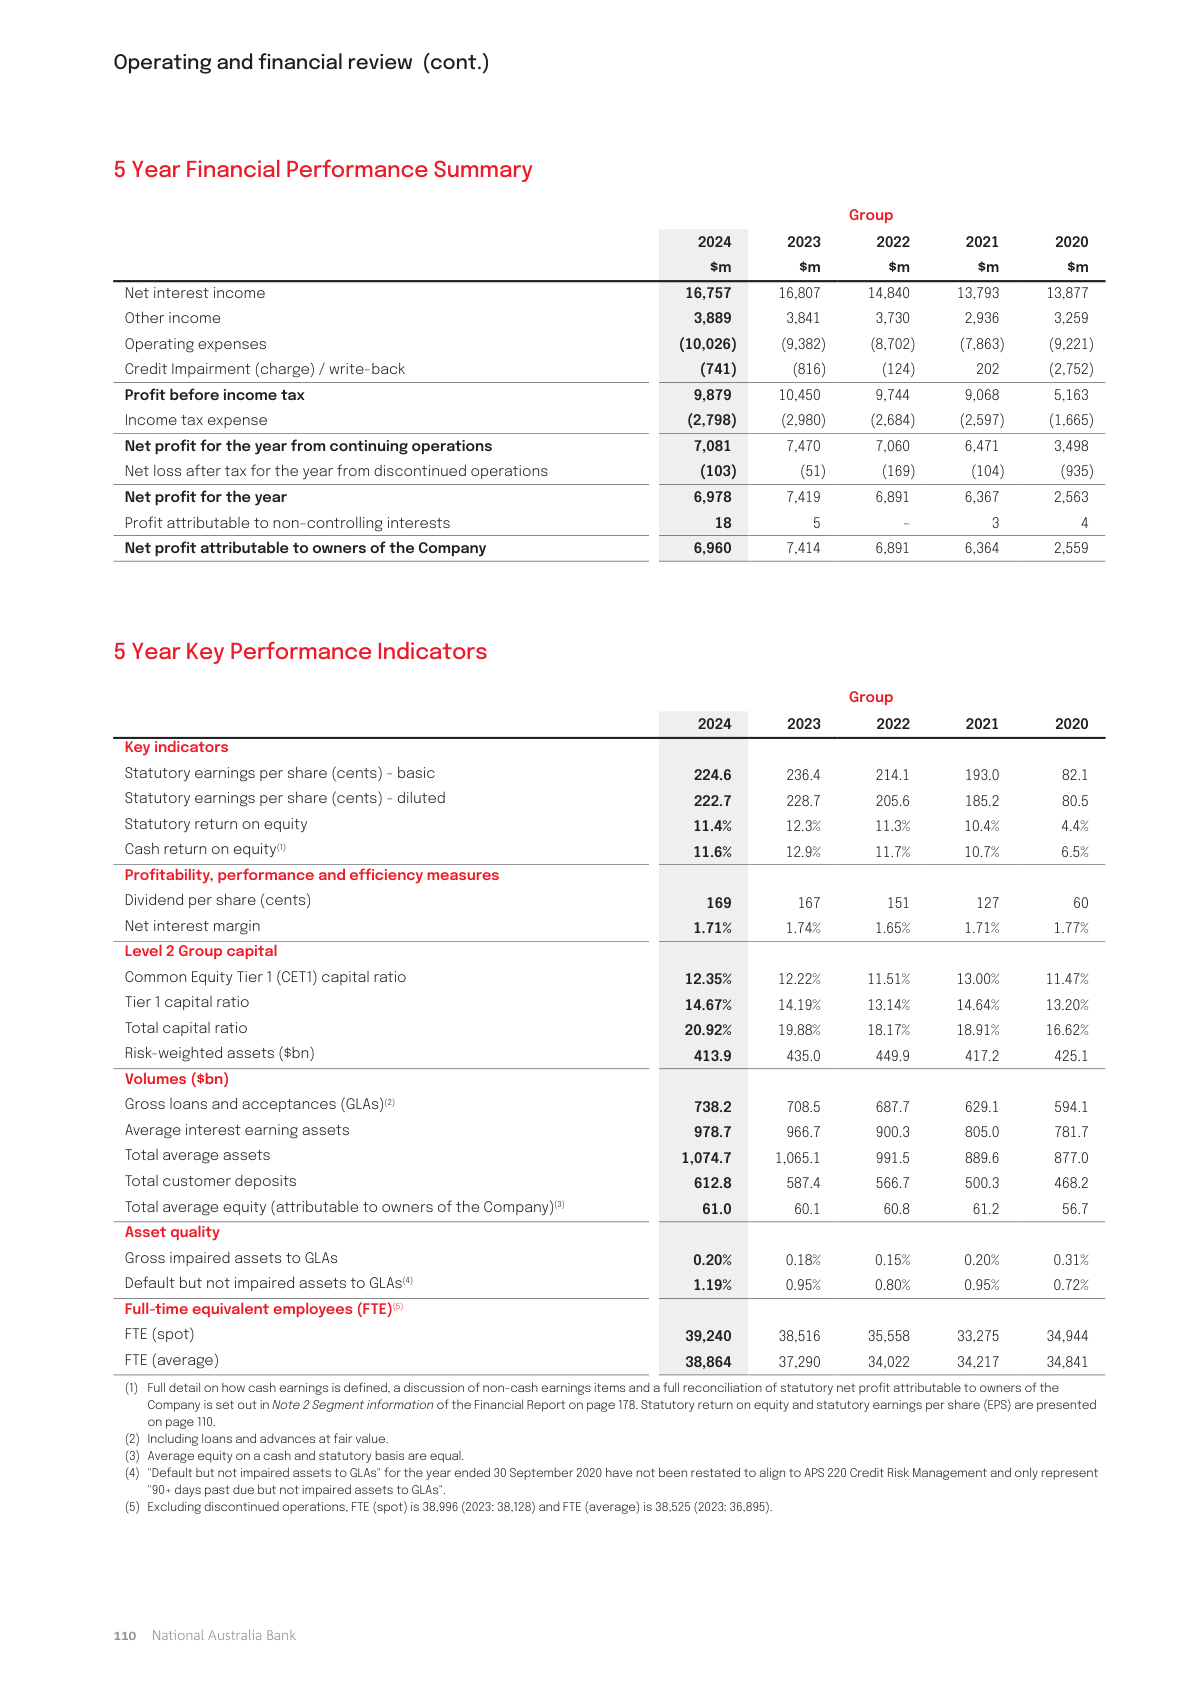 Operating and financial review (cont.)
5 Year Financial Performance Summary
Group
2024 2023 2022 2021 2020
$m $m $m $m $m
Net interest income 16,757 16,807 14,840 13,793 13,877
Other income 3,889 3,841 3,730 2,936 3,259
Operating expenses (10,026) (9,382) (8,702) (7,863) (9,221)
Credit Impairment (charge) / write-back (741) (816) (124) 202 (2,752)
Profit before income tax 9,879 10,450 9,744 9,068 5,163
Income tax expense (2,798) (2,980) (2,684) (2,597) (1,665)
Net profit for the year from continuing operations 7,081 7,470 7,060 6,471 3,498
Net loss after tax for the year from discontinued operations (103) (51) (169) (104) (935)
Net profit for the year 6,978 7,419 6,891 6,367 2,563
Profit attributable to non-controlling interests 18 5 – 3 4
Net profit attributable to owners of the Company 6,960 7,414 6,891 6,364 2,559
5 Year Key Performance Indicators
Group
2024 2023 2022 2021 2020
Key indicators
Statutory earnings per share (cents) - basic 224.6 236.4 214.1 193.0 82.1
Statutory earnings per share (cents) - diluted 222.7 228.7 205.6 185.2 80.5
Statutory return on equity 11.4% 12.3% 11.3% 10.4% 4.4%
Cash return on equity(1) 11.6% 12.9% 11.7% 10.7% 6.5%
Profitability, performance and efficiency measures
Dividend per share (cents) 169 167 151 127 60
Net interest margin 1.71% 1.74% 1.65% 1.71% 1.77%
Level 2 Group capital
Common Equity Tier 1 (CET1) capital ratio 12.35% 12.22% 11.51% 13.00% 11.47%
Tier 1 capital ratio 14.67% 14.19% 13.14% 14.64% 13.20%
Total capital ratio 20.92% 19.88% 18.17% 18.91% 16.62%
Risk-weighted assets ($bn) 413.9 435.0 449.9 417.2 425.1
Volumes ($bn)
Gross loans and acceptances (GLAs)(2) 738.2 708.5 687.7 629.1 594.1
Average interest earning assets 978.7 966.7 900.3 805.0 781.7
Total average assets 1,074.7 1,065.1 991.5 889.6 877.0
Total customer deposits 612.8 587.4 566.7 500.3 468.2
Total average equity (attributable to owners of the Company)(3) 61.0 60.1 60.8 61.2 56.7
Asset quality
Gross impaired assets to GLAs 0.20% 0.18% 0.15% 0.20% 0.31%
Default but not impaired assets to GLAs(4) 1.19% 0.95% 0.80% 0.95% 0.72%
Full-time equivalent employees (FTE)(5)
FTE (spot) 39,240 38,516 35,558 33,275 34,944
FTE (average) 38,864 37,290 34,022 34,217 34,841
(1) Full detail on how cash earnings is defined, a discussion of non-cash earnings items and a full reconciliation of statutory net profit attributable to owners of the
Company is set out in Note 2 Segment information of the Financial Report on page 178. Statutory return on equity and statutory earnings per share (EPS) are presented
on page 110.
(2) Including loans and advances at fair value.
(3) Average equity on a cash and statutory basis are equal.
(4) "Default but not impaired assets to GLAs" for the year ended 30 September 2020 have not been restated to align to APS 220 Credit Risk Management and only represent
"90+ days past due but not impaired assets to GLAs".
(5) Excluding discontinued operations, FTE (spot) is 38,996 (2023: 38,128) and FTE (average) is 38,525 (2023: 36,895).
110 National Australia Bank